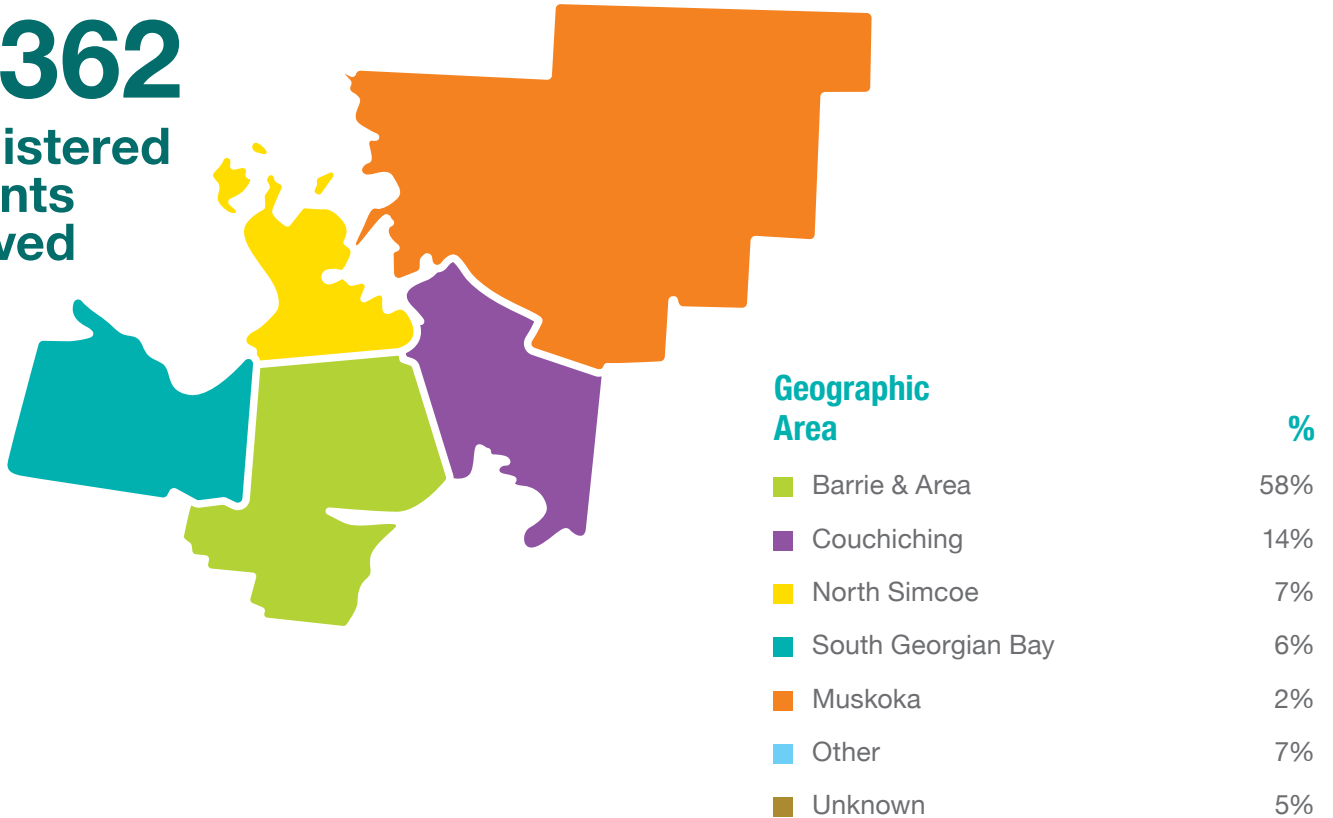 362
istered
nts
ved
Geographic
Area %
Barrie & Area 58%
Couchiching 14%
North Simcoe 7%
South Georgian Bay 6%
Muskoka 2%
Other 7%
Unknown 5%